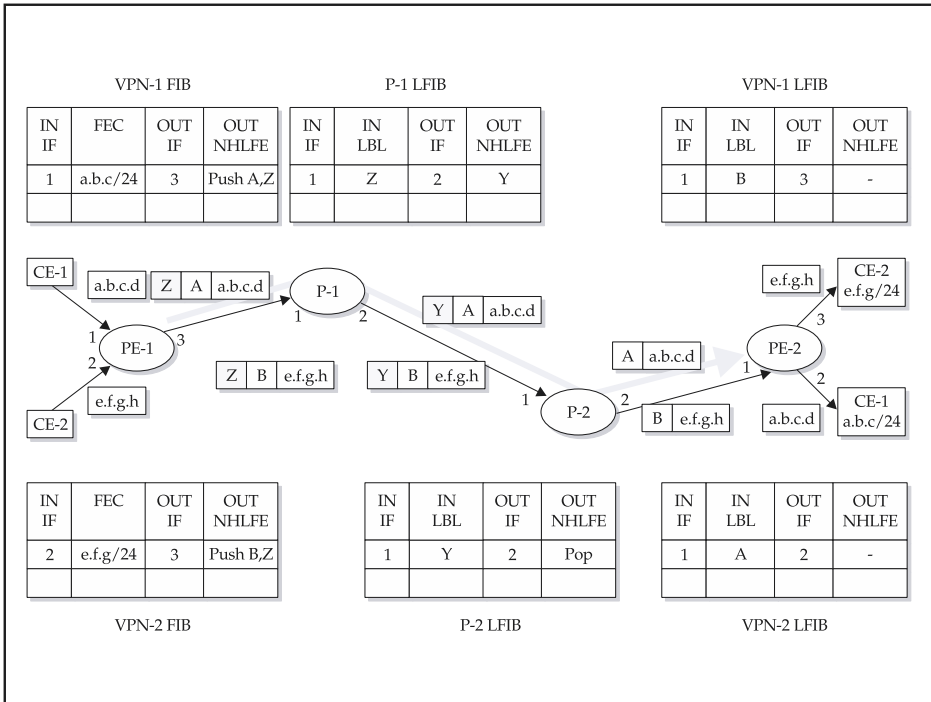 VPN-1 FIB
P-1 LFIB
VPN-1 LFIB
IN IF FEC OUT IF OUT NHLFE
1 a.b.c/24 3 Push A,Z
IN IF IN LBL OUT IF OUT NHLFE
1 Z 2 Y
IN IF IN LBL OUT IF OUT NHLFE
1 B 3 -
CE-1
a.b.c.d
Z A a.b.c.d
P-1
1
2
Y A a.b.c.d
e.f.g.h
CE-2
e.f.g/24
1
2
PE-1
3
Z B e.f.g.h
Y B e.f.g.h
A a.b.c.d
PE-2
1
3
2
e.f.g.h
CE-2
1
P-2
2
B e.f.g.h
a.b.c.d
CE-1
a.b.c/24
IN IF FEC OUT IF OUT NHLFE
2 e.f.g/24 3 Push B,Z
IN IF IN LBL OUT IF OUT NHLFE
1 Y 2 Pop
IN IF IN LBL OUT IF OUT NHLFE
1 A 2 -
VPN-2 FIB
P-2 LFIB
VPN-2 LFIB